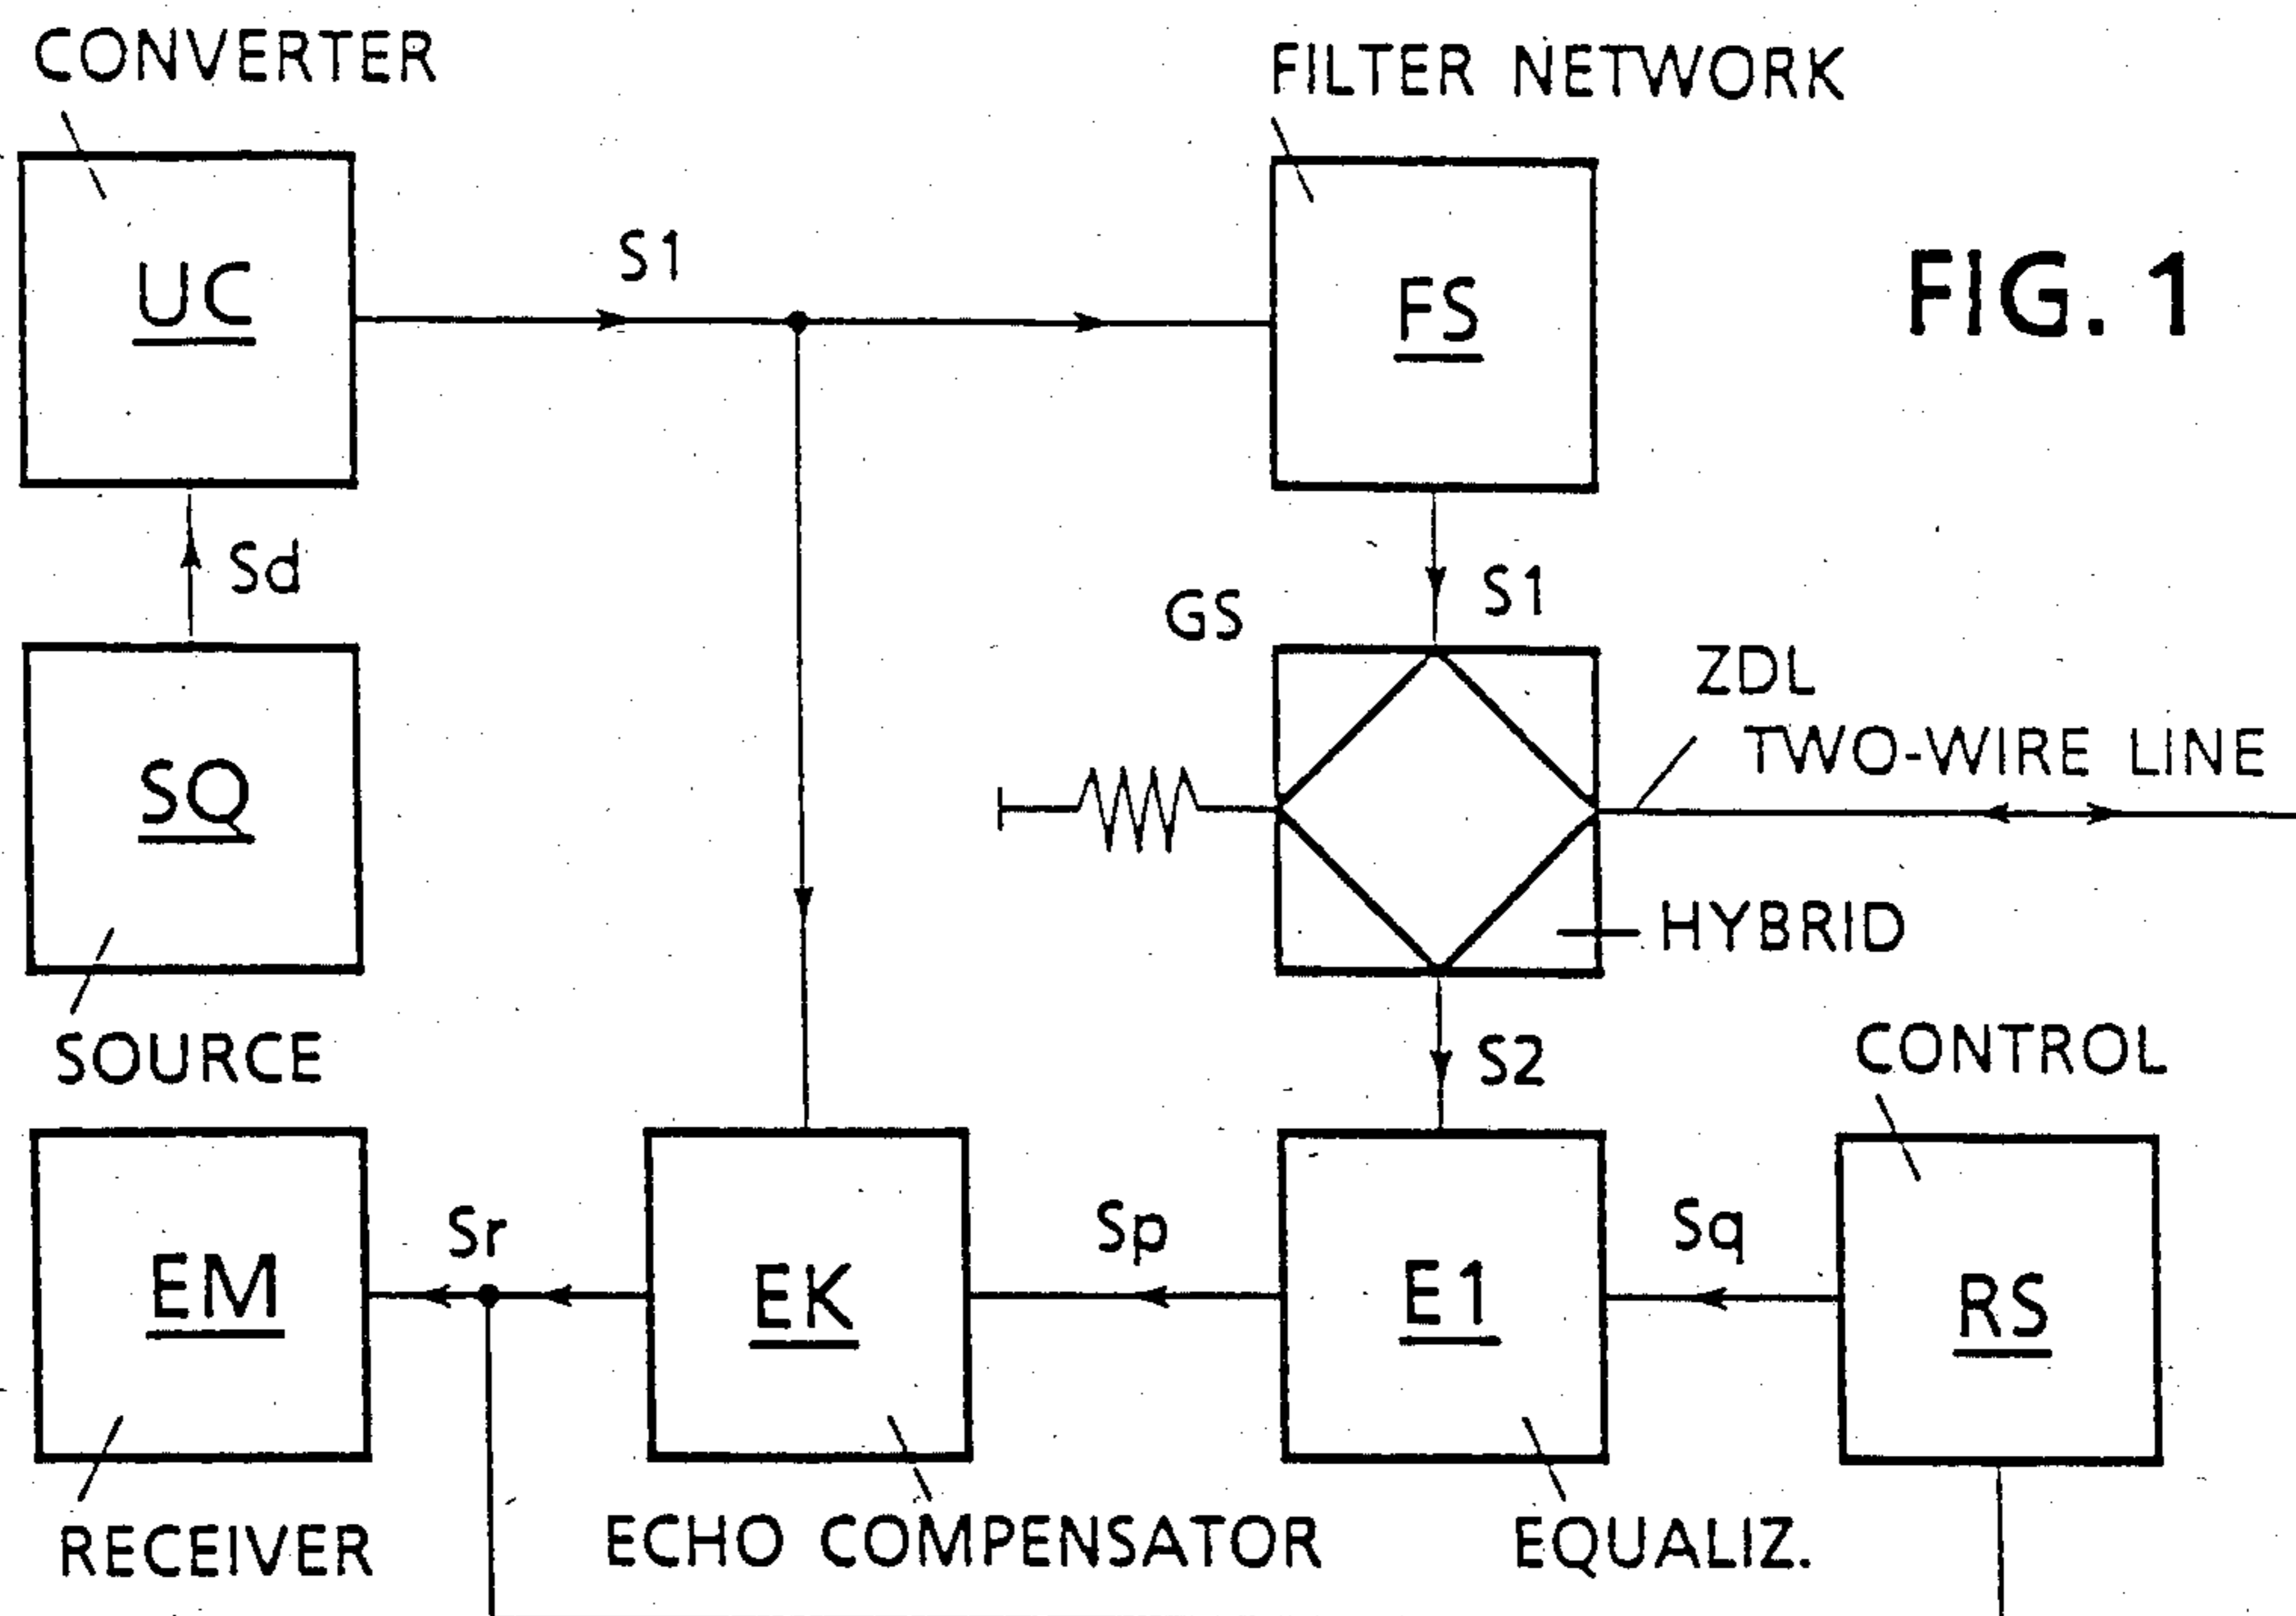 CONVERTER
FILTER NETWORK
UC
S1
FS
FIG. 1
Sd
GS
S1
ZDL
TWO-WIRE LINE
SQ
HYBRID
SOURCE
S2
CONTROL
EM
Sr
EK
Sp
E1
Sq
RS
RECEIVER
ECHO COMPENSATOR
EQUALIZ.